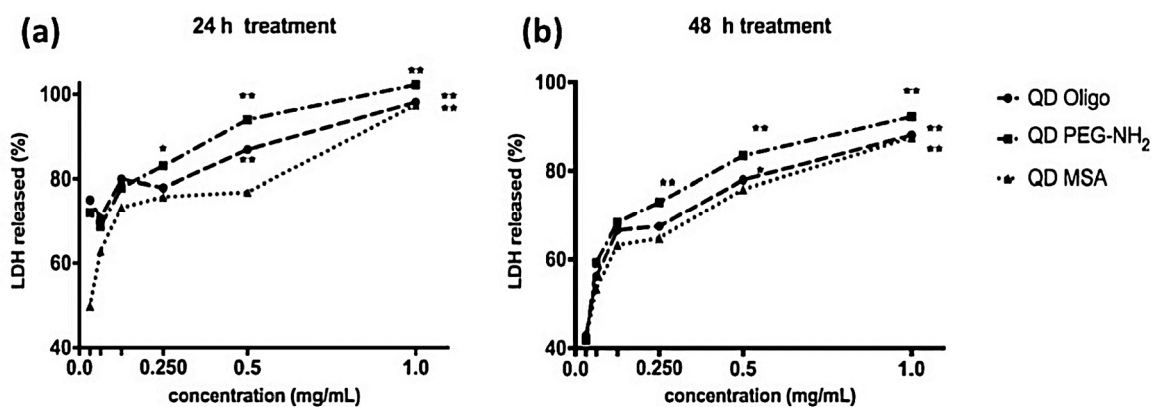 (a)
24 h treatment
**
100
**
**
**
*
LDH released (%)
80
**
60
40
0.0 0.250 0.5 1.0
concentration (mg/mL)
(b)
48 h treatment
100
**
**
**
**
**
*
LDH released (%)
80
60
40
0.0 0.250 0.5 1.0
concentration (mg/mL)
QD Oligo
QD PEG-NH₂
QD MSA